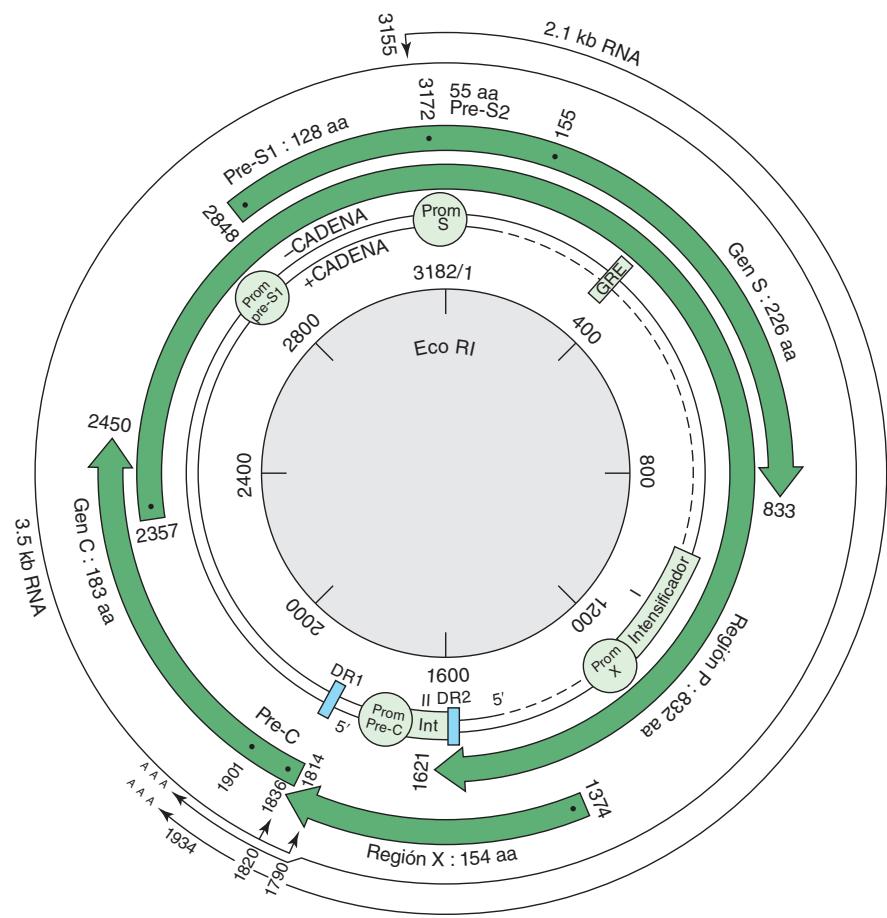 3155
2.1 kb RNA
3172
55 aa
Pre-S2
155
Pre-S1 : 128 aa
2848
–CADENA
+CADENA
Prom
S
Prom
pre-S1
GRE
Gen S : 226 aa
833
3182/1
Eco RI
400
800
1200
1600
2000
2400
2800
2450
2357
Gen C : 183 aa
3.5 kb RNA
I
Intensificador
Prom
X
Región P : 832 aa
DR1
5′
Prom
Pre-C
II
Int
DR2
5′
Pre-C
1901
1836
1814
1621
1374
Región X : 154 aa
A A A
A A A
1934
1820
1790